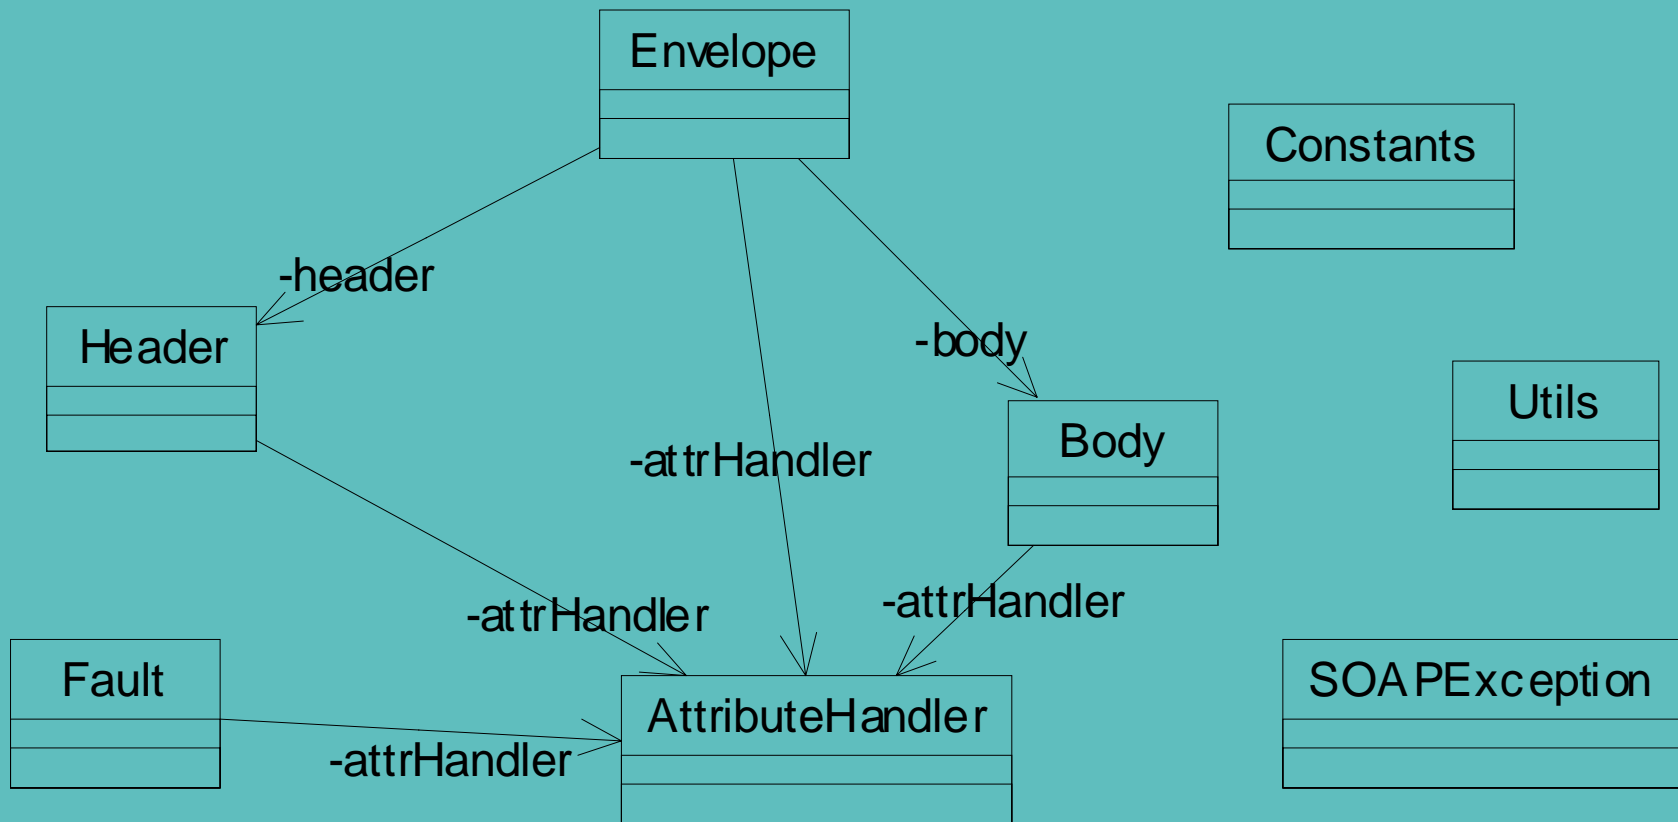 Envelope
Constants
-header
Header
-body
Utils
Body
-attrHandler
-attrHandler
-attrHandler
Fault
SOAPException
AttributeHandler
-attrHandler